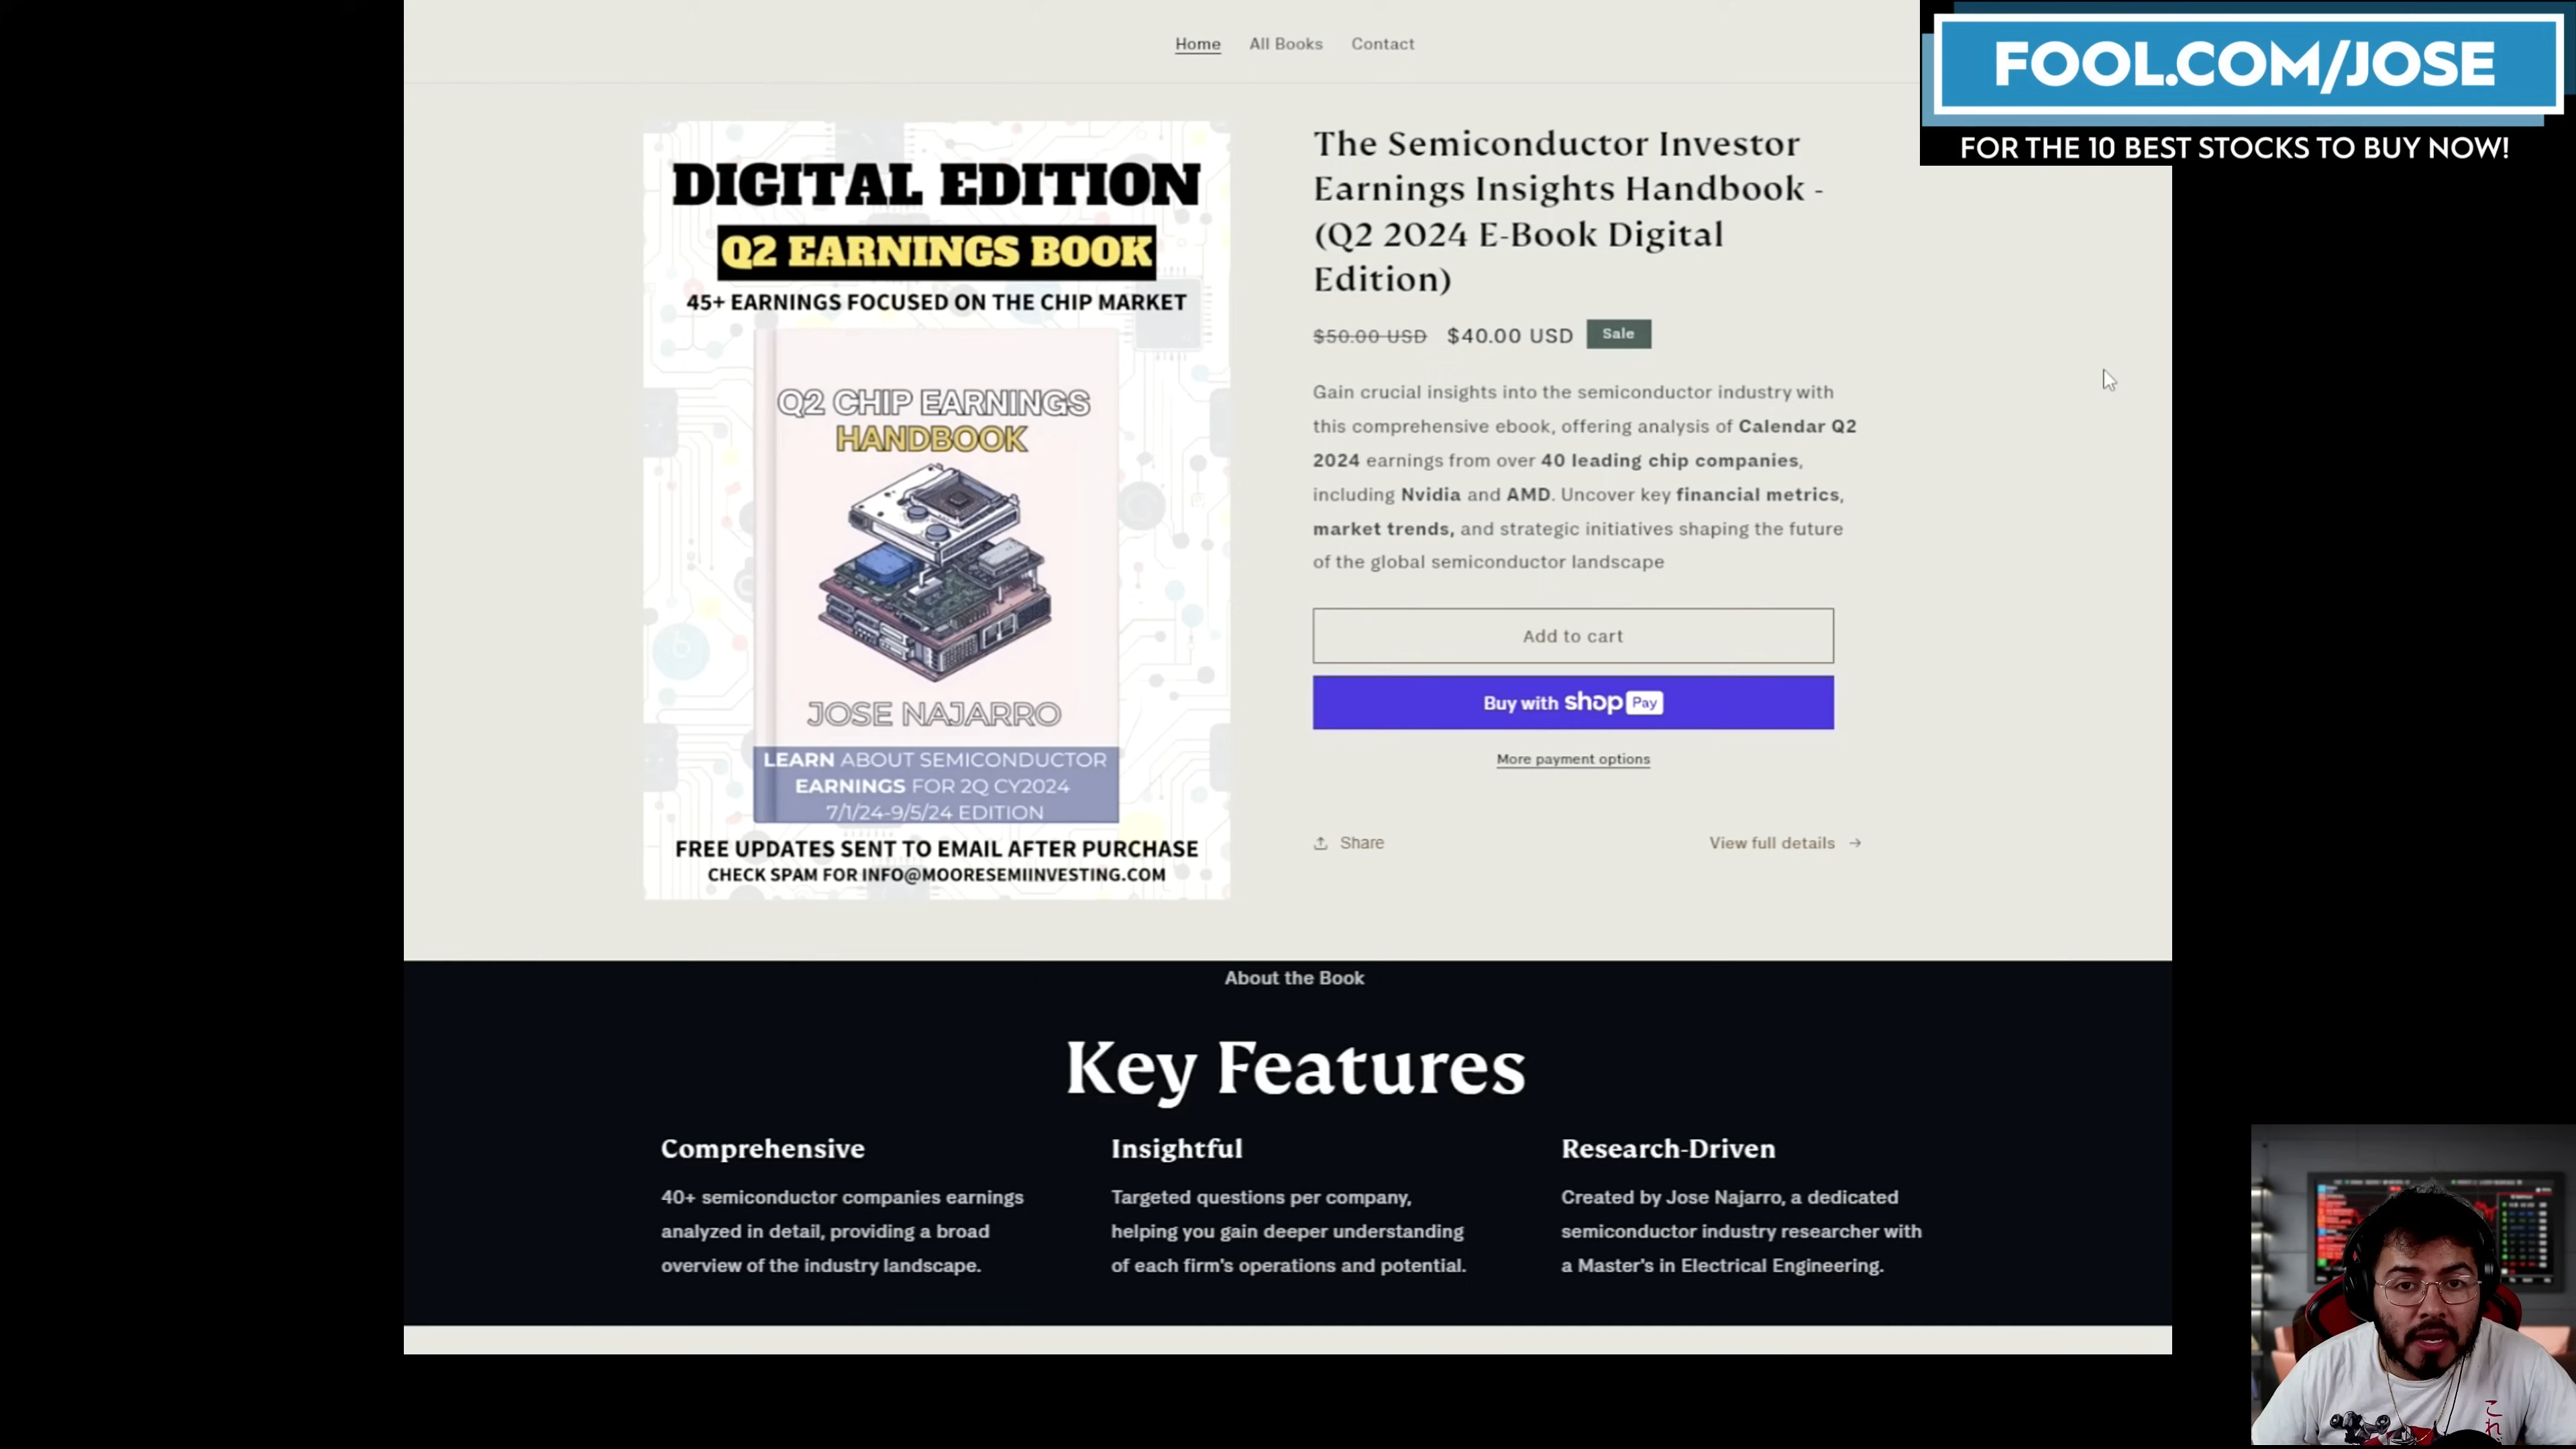 Home All Books Contact
FOOL.COM/JOSE
FOR THE 10 BEST STOCKS TO BUY NOW!
DIGITAL EDITION
Q2 EARNINGS BOOK
45+ EARNINGS FOCUSED ON THE CHIP MARKET
Q2 CHIP EARNINGS
HANDBOOK
JOSE NAJARRO
LEARN ABOUT SEMICONDUCTOR
EARNINGS FOR 2Q CY2024
7/1/24-9/5/24 EDITION
FREE UPDATES SENT TO EMAIL AFTER PURCHASE
CHECK SPAM FOR INFO@MOORESEMIINVESTING.COM
The Semiconductor Investor
Earnings Insights Handbook -
(Q2 2024 E-Book Digital
Edition)
$50.00 USD $40.00 USD Sale
Gain crucial insights into the semiconductor industry with
this comprehensive ebook, offering analysis of Calendar Q2
2024 earnings from over 40 leading chip companies,
including Nvidia and AMD. Uncover key financial metrics,
market trends, and strategic initiatives shaping the future
of the global semiconductor landscape
Add to cart
Buy with shop Pay
More payment options
Share
View full details →
About the Book
Key Features
Comprehensive
40+ semiconductor companies earnings
analyzed in detail, providing a broad
overview of the industry landscape.
Insightful
Targeted questions per company,
helping you gain deeper understanding
of each firm's operations and potential.
Research-Driven
Created by Jose Najarro, a dedicated
semiconductor industry researcher with
a Master's in Electrical Engineering.